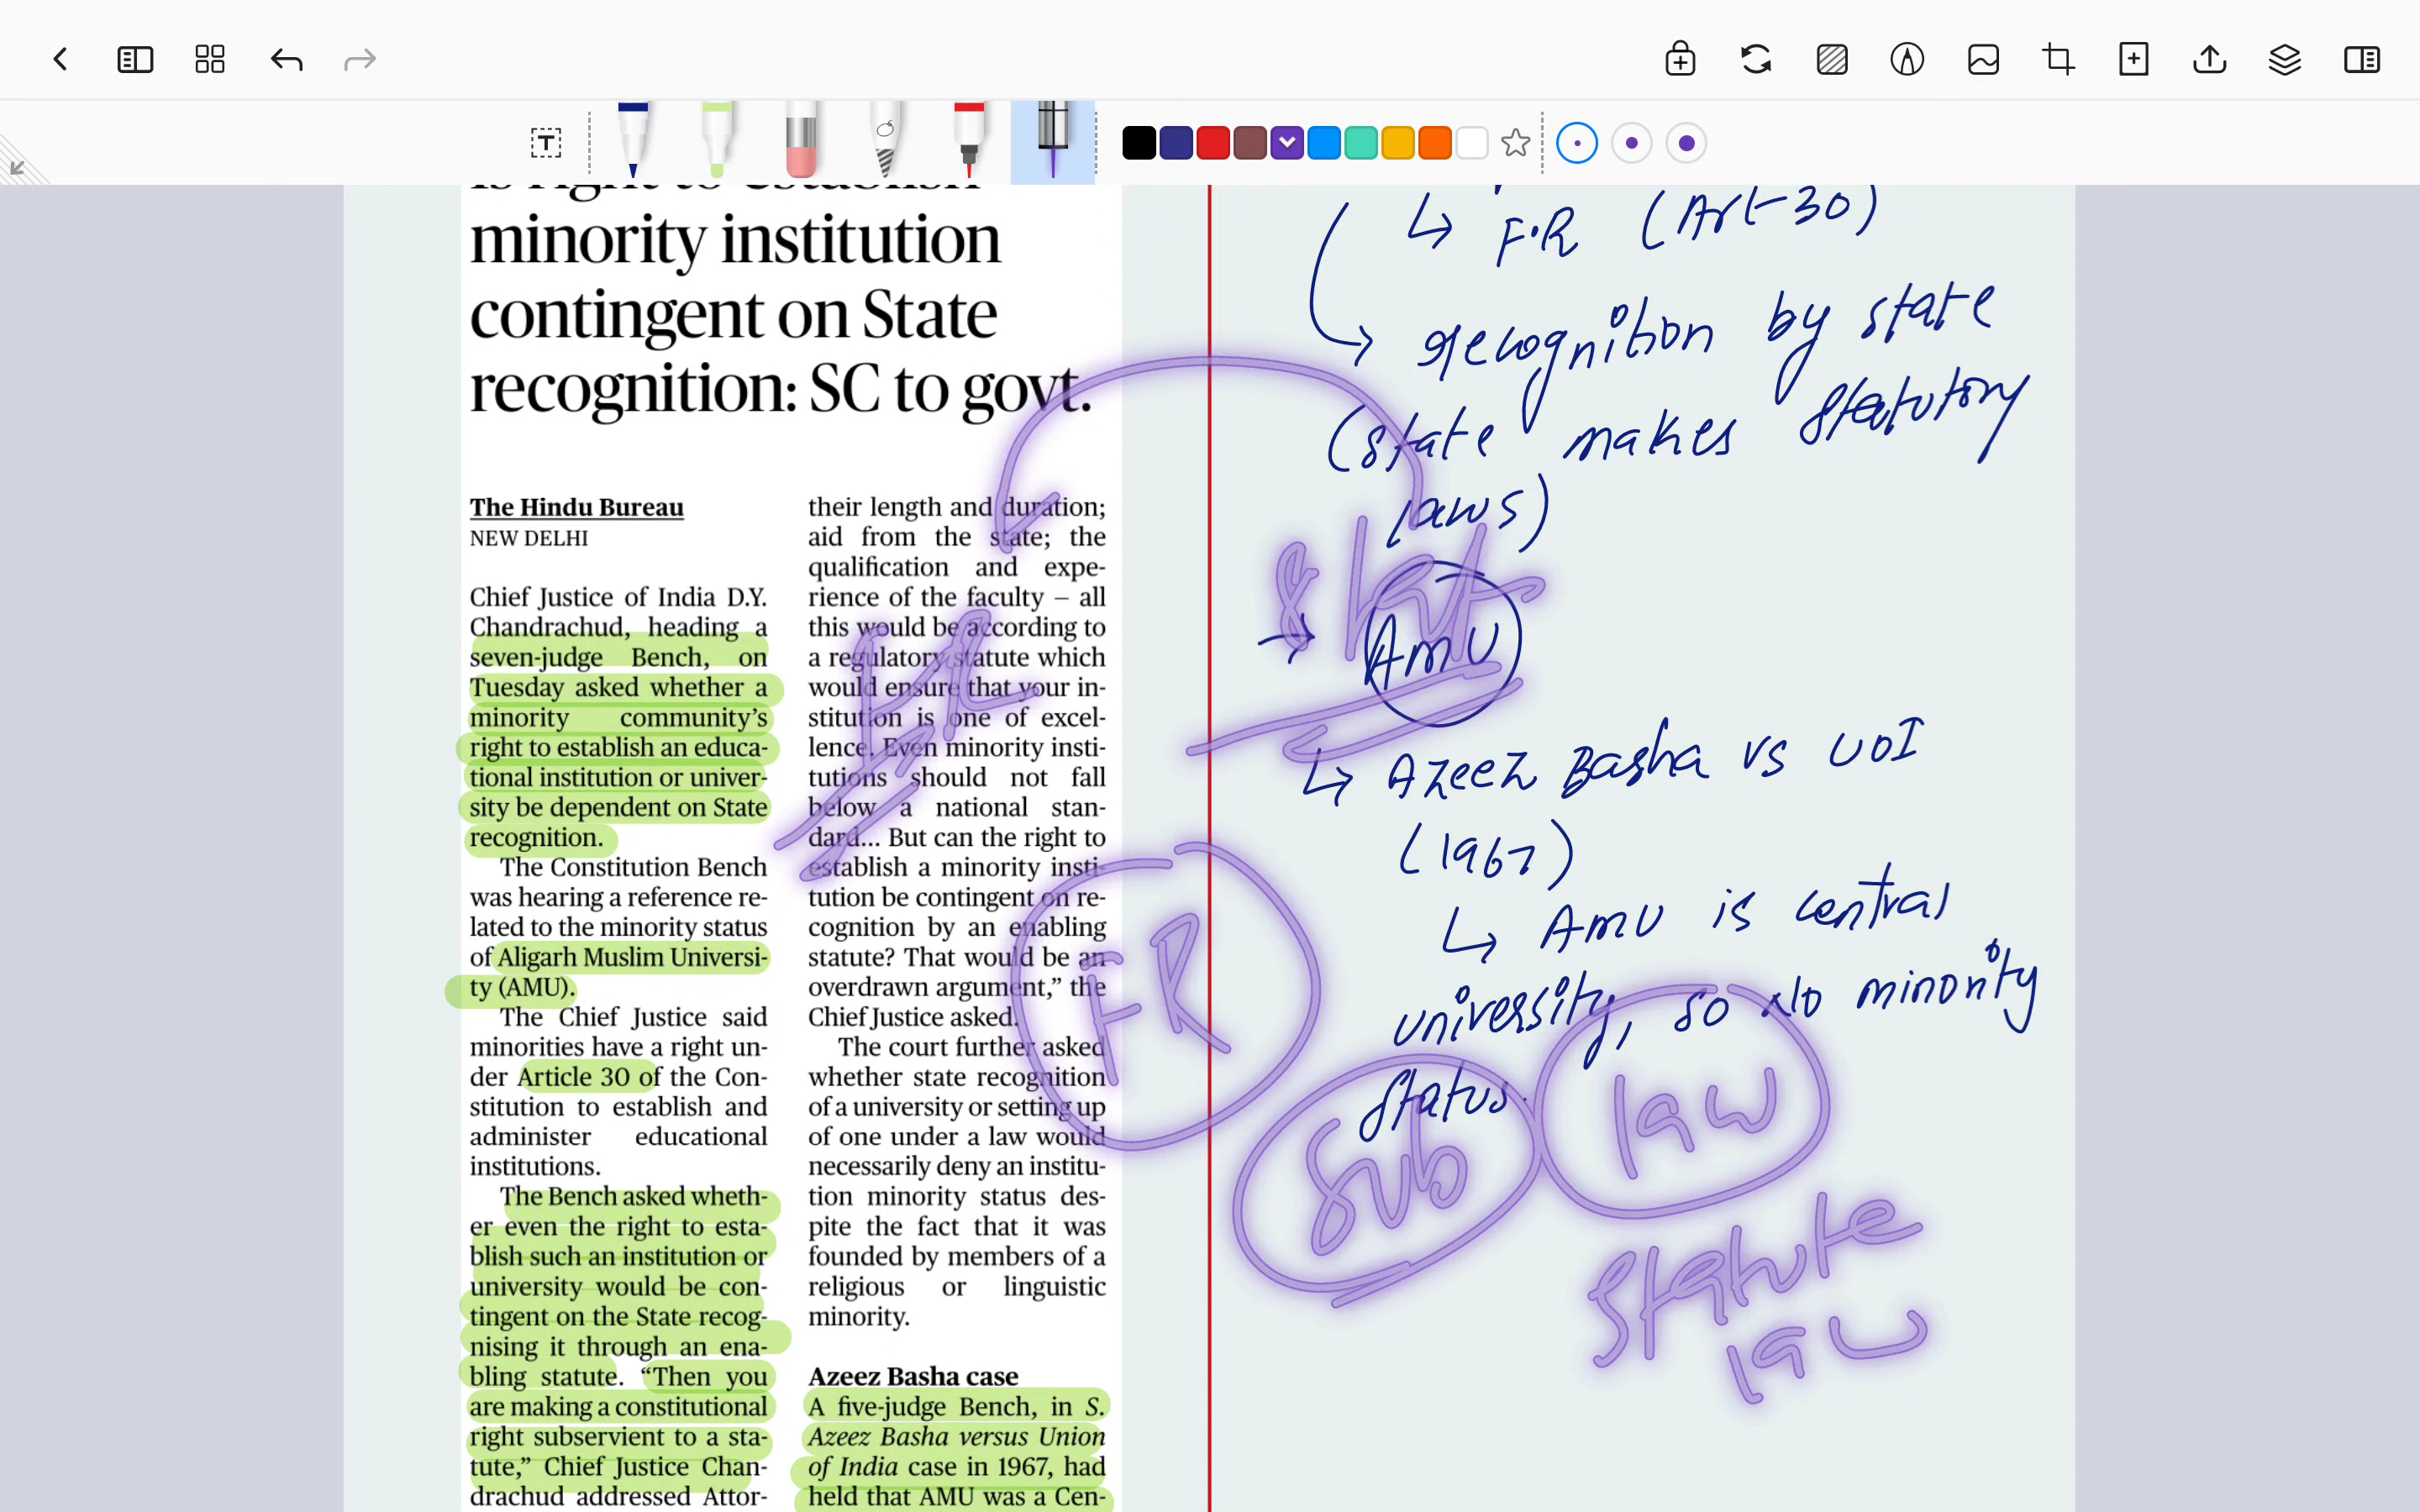 T
Is right to establish
minority institution
contingent on State
recognition: SC to govt.
The Hindu Bureau
NEW DELHI
Chief Justice of India D.Y.
Chandrachud, heading a
seven-judge Bench, on
Tuesday asked whether a
minority community’s
right to establish an educa-
tional institution or univer-
sity be dependent on State
recognition.
The Constitution Bench
was hearing a reference re-
lated to the minority status
of Aligarh Muslim Universi-
ty (AMU).
The Chief Justice said
minorities have a right un-
der Article 30 of the Con-
stitution to establish and
administer educational
institutions.
The Bench asked wheth-
er even the right to esta-
blish such an institution or
university would be con-
tingent on the State recog-
nising it through an ena-
bling statute. “Then you
are making a constitutional
right subservient to a sta-
tute,” Chief Justice Chan-
drachud addressed Attor-
their length and duration;
aid from the state; the
qualification and expe-
rience of the faculty – all
this would be according to
a regulatory statute which
would ensure that your in-
stitution is one of excel-
lence. Even minority insti-
tutions should not fall
below a national stan-
dard... But can the right to
establish a minority insti-
tution be contingent on re-
cognition by an enabling
statute? That would be an
overdrawn argument,” the
Chief Justice asked.
The court further asked
whether state recognition
of a university or setting up
of one under a law would
necessarily deny an institu-
tion minority status des-
pite the fact that it was
founded by members of a
religious or linguistic
minority.
Azeez Basha case
A five-judge Bench, in S.
Azeez Basha versus Union
of India case in 1967, had
held that AMU was a Cen-
F.R (Art-30)
recognition by state
(state makes statutory
laws)
AMU
Azeez Basha vs UOI
(1967)
AMU is central
university, so no minority
status.
FR
FR
Sub
law
statute
law